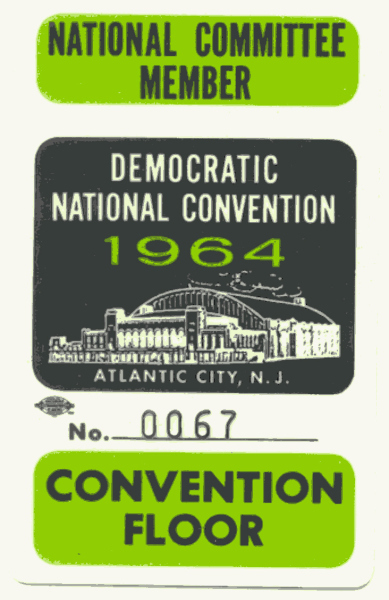 NATIONAL COMMITTEE
MEMBER
DEMOCRATIC
NATIONAL CONVENTION
1964
ATLANTIC CITY, N.J.
No. 0067
CONVENTION
FLOOR